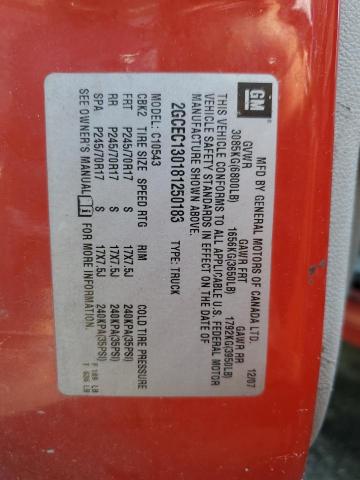 GM
MFD BY GENERAL MOTORS OF CANADA LTD.
GVWR GAWR FRT GAWR RR 12/07
3085KG(6800LB) 1656KG(3650LB) 1792KG(3950LB)
THIS VEHICLE CONFORMS TO ALL APPLICABLE U.S. FEDERAL MOTOR
VEHICLE SAFETY STANDARDS IN EFFECT ON THE DATE OF
MANUFACTURE SHOWN ABOVE.
2GCEC130181250183 TYPE: TRUCK
MODEL: C10543
CBK2 TIRE SIZE SPEED RTG RIM COLD TIRE PRESSURE
FRT P245/70R17 S 17X7.5J 240KPA(35PSI)
RR P245/70R17 S 17X7.5J 240KPA(35PSI)
SPA P245/70R17 S 17X7.5J 240KPA(35PSI)
SEE OWNER'S MANUAL FOR MORE INFORMATION.